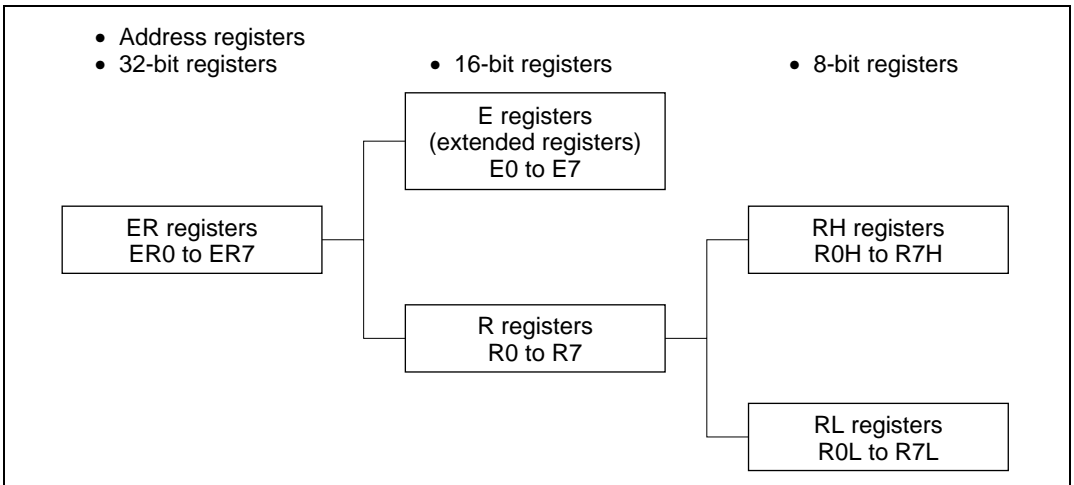 • Address registers
• 32-bit registers
• 16-bit registers
• 8-bit registers
E registers
(extended registers)
E0 to E7
ER registers
ER0 to ER7
RH registers
R0H to R7H
R registers
R0 to R7
RL registers
R0L to R7L